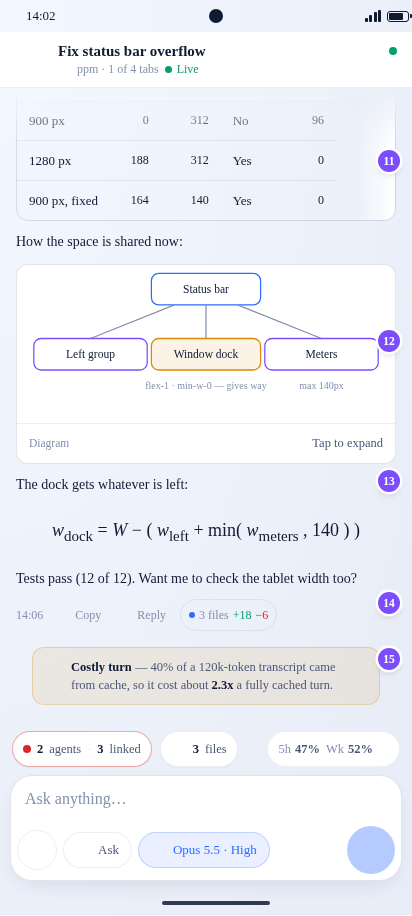 14:02
Fix status bar overflow
ppm · 1 of 4 tabs Live
900 px 0 312 No 96
1280 px 188 312 Yes 0
11
900 px, fixed 164 140 Yes 0
How the space is shared now:
Status bar
Left group Window dock Meters
12
flex-1 · min-w-0 — gives way max 140px
Diagram Tap to expand
The dock gets whatever is left:
13
w_dock = W − ( w_left + min( w_meters , 140 ) )
Tests pass (12 of 12). Want me to check the tablet width too?
14
14:06 Copy Reply 3 files +18 −6
15
Costly turn — 40% of a 120k-token transcript came
from cache, so it cost about 2.3x a fully cached turn.
2 agents · 3 linked 3 files 5h 47% Wk 52%
Ask anything…
Ask Opus 5.5 · High